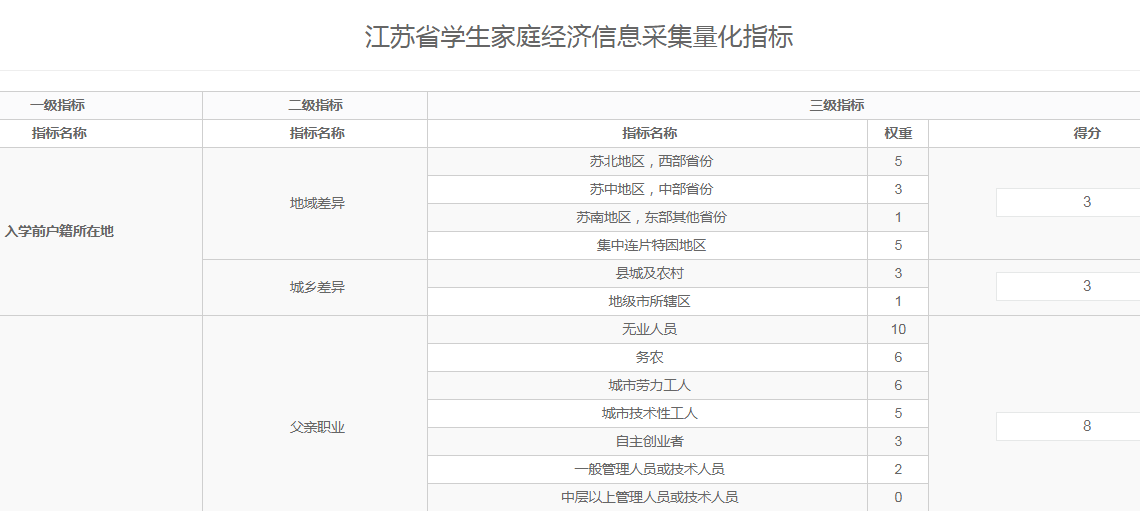 江苏省学生家庭经济信息采集量化指标
一级指标 二级指标 三级指标
指标名称 指标名称 指标名称 权重 得分
入学前户籍所在地 地域差异 苏北地区，西部省份 5 3
苏中地区，中部省份 3
苏南地区，东部其他省份 1
集中连片特困地区 5
城乡差异 县城及农村 3 3
地级市所辖区 1
父亲职业 无业人员 10 8
务农 6
城市劳力工人 6
城市技术性工人 5
自主创业者 3
一般管理人员或技术人员 2
中层以上管理人员或技术人员 0